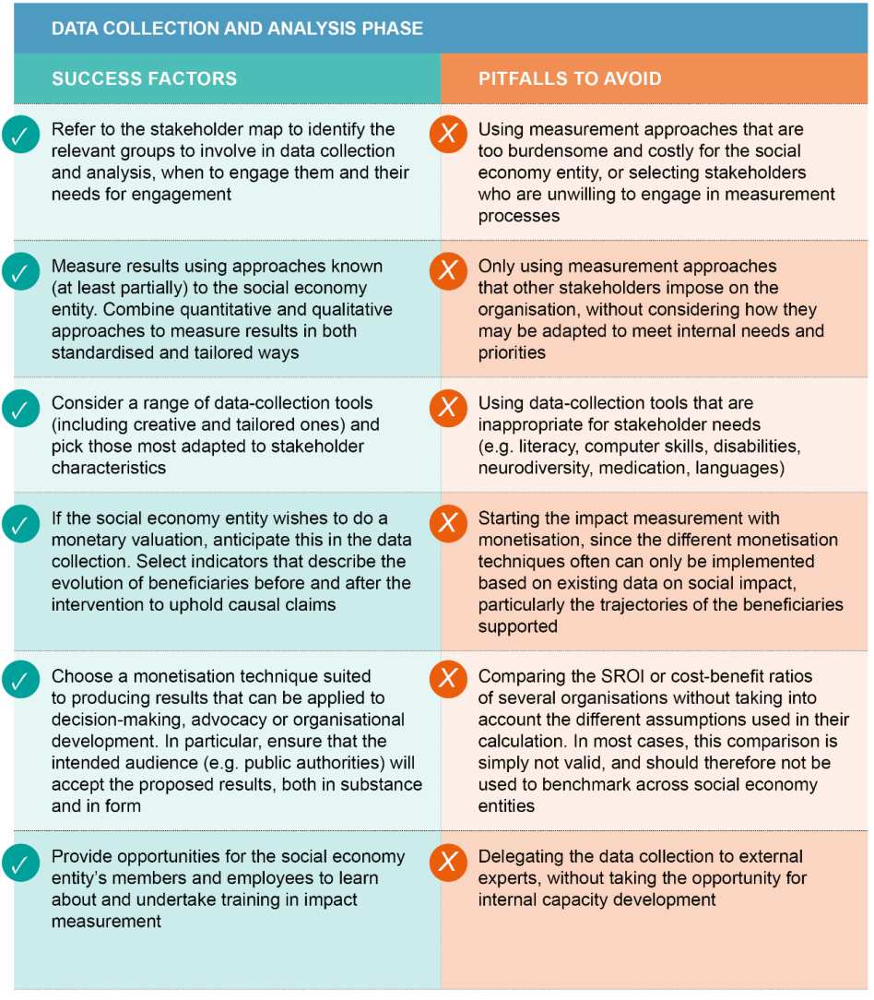 DATA COLLECTION AND ANALYSIS PHASE
SUCCESS FACTORS
PITFALLS TO AVOID
✓
Refer to the stakeholder map to identify the
relevant groups to involve in data collection
and analysis, when to engage them and their
needs for engagement
X
Using measurement approaches that are
too burdensome and costly for the social
economy entity, or selecting stakeholders
who are unwilling to engage in measurement
processes
✓
Measure results using approaches known
(at least partially) to the social economy
entity. Combine quantitative and qualitative
approaches to measure results in both
standardised and tailored ways
X
Only using measurement approaches
that other stakeholders impose on the
organisation, without considering how they
may be adapted to meet internal needs and
priorities
✓
Consider a range of data-collection tools
(including creative and tailored ones) and
pick those most adapted to stakeholder
characteristics
X
Using data-collection tools that are
inappropriate for stakeholder needs
(e.g. literacy, computer skills, disabilities,
neurodiversity, medication, languages)
✓
If the social economy entity wishes to do a
monetary valuation, anticipate this in the data
collection. Select indicators that describe the
evolution of beneficiaries before and after the
intervention to uphold causal claims
X
Starting the impact measurement with
monetisation, since the different monetisation
techniques often can only be implemented
based on existing data on social impact,
particularly the trajectories of the beneficiaries
supported
✓
Choose a monetisation technique suited
to producing results that can be applied to
decision-making, advocacy or organisational
development. In particular, ensure that the
intended audience (e.g. public authorities) will
accept the proposed results, both in substance
and in form
X
Comparing the SROI or cost-benefit ratios
of several organisations without taking into
account the different assumptions used in their
calculation. In most cases, this comparison is
simply not valid, and should therefore not be
used to benchmark across social economy
entities
✓
Provide opportunities for the social economy
entity's members and employees to learn
about and undertake training in impact
measurement
X
Delegating the data collection to external
experts, without taking the opportunity for
internal capacity development